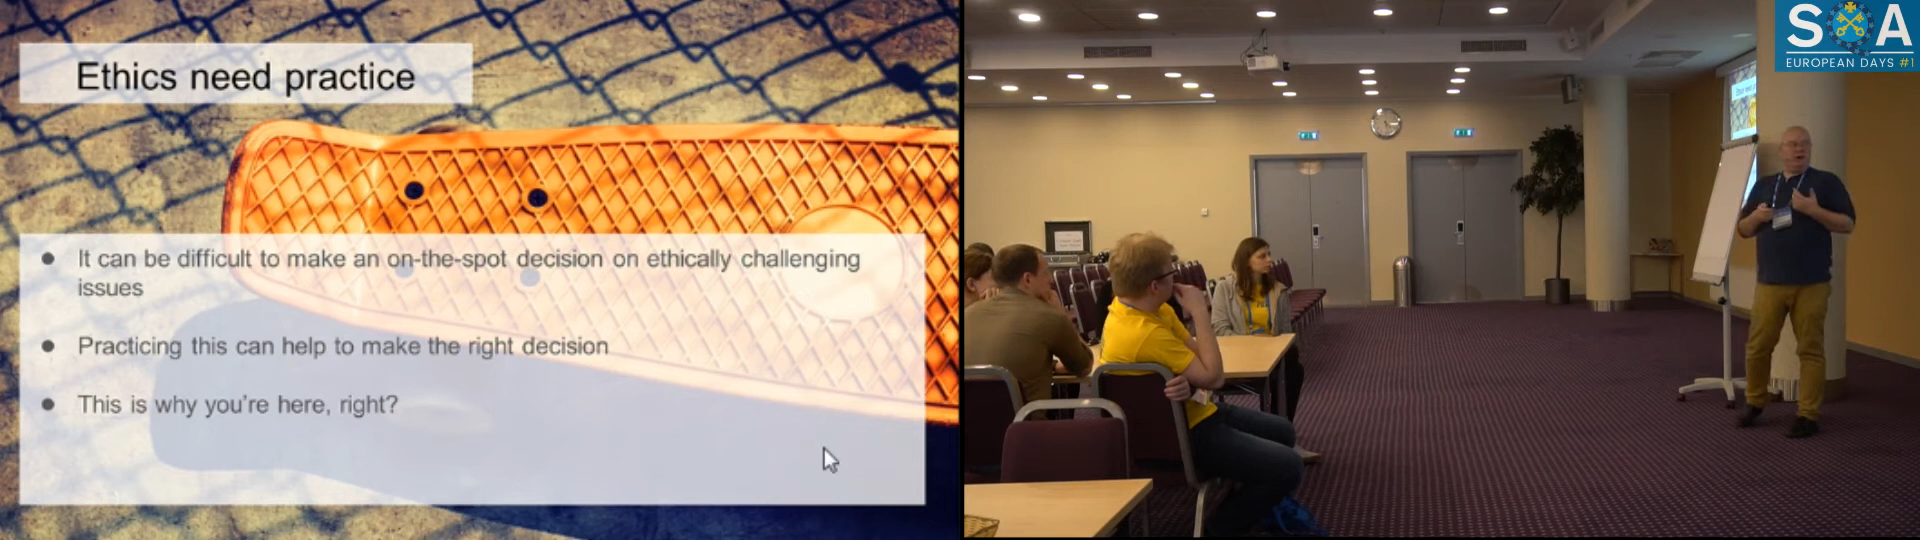 Ethics need practice
It can be difficult to make an on-the-spot decision on ethically challenging
issues
Practicing this can help to make the right decision
This is why you're here, right?
SHA
EUROPEAN DAYS #1